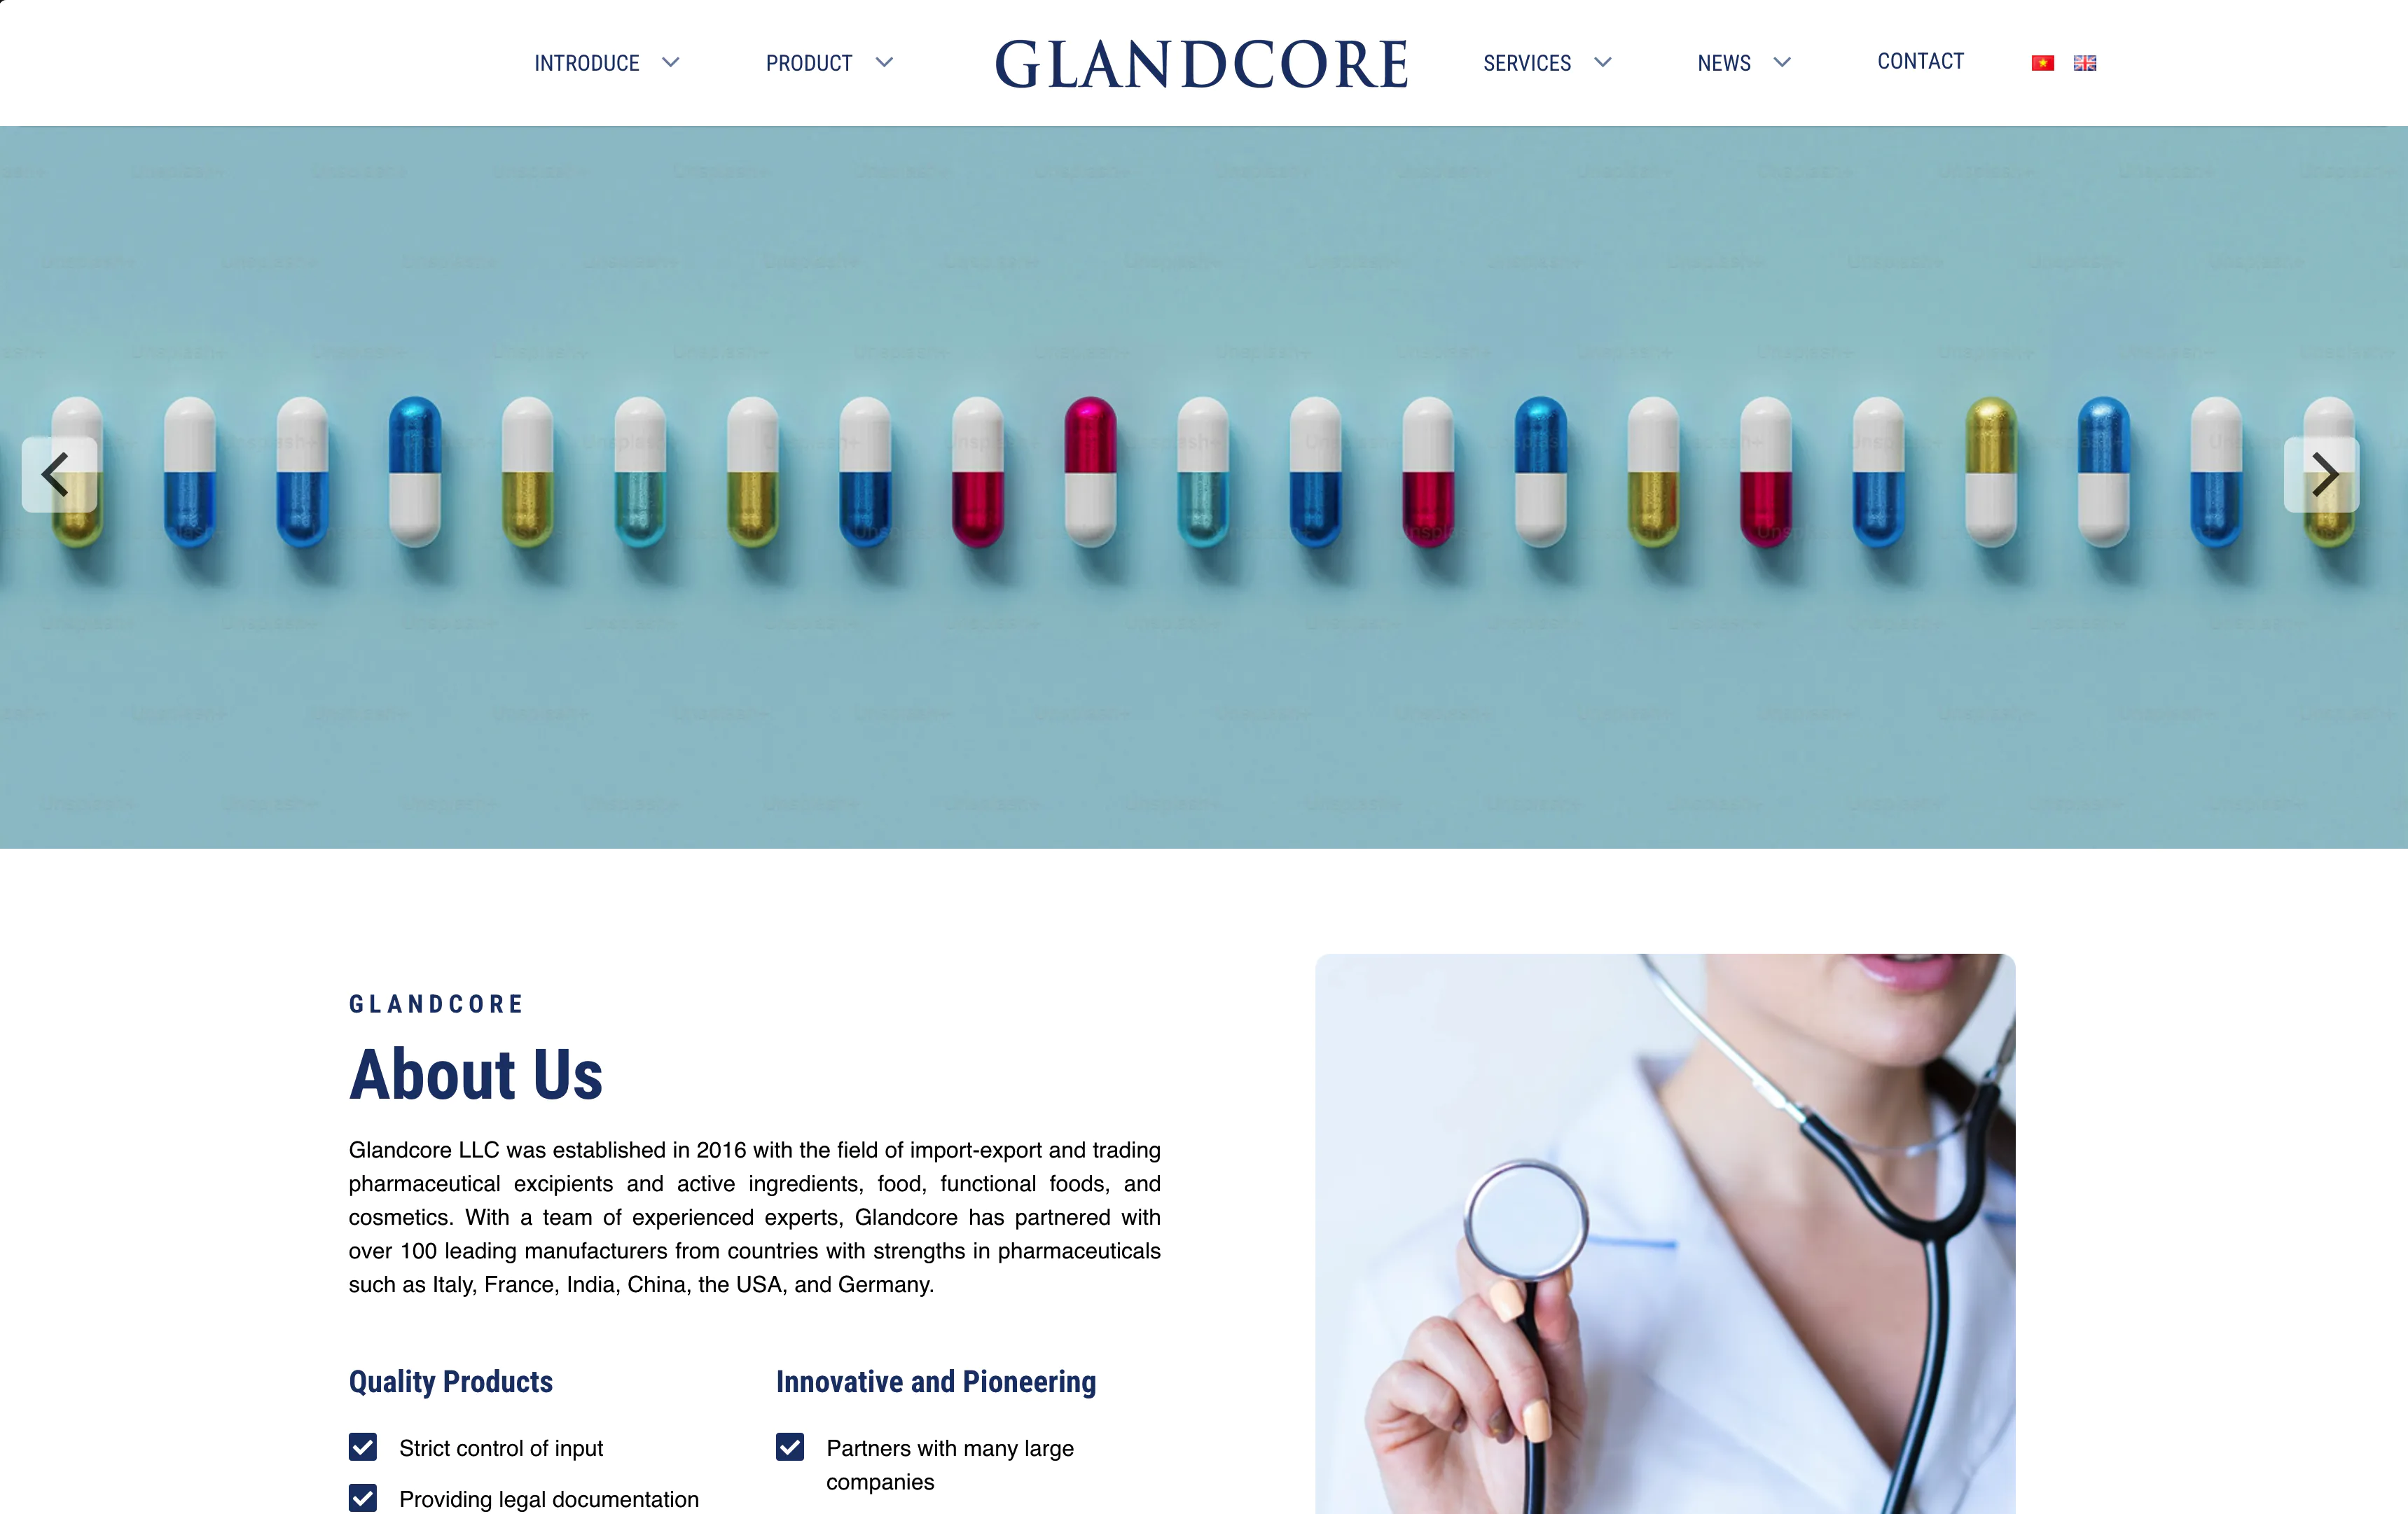 INTRODUCE PRODUCT GLANDCORE SERVICES NEWS CONTACT
GLANDCORE
About Us
Glandcore LLC was established in 2016 with the field of import-export and trading
pharmaceutical excipients and active ingredients, food, functional foods, and
cosmetics. With a team of experienced experts, Glandcore has partnered with
over 100 leading manufacturers from countries with strengths in pharmaceuticals
such as Italy, France, India, China, the USA, and Germany.
Quality Products
Strict control of input
Providing legal documentation
Innovative and Pioneering
Partners with many large
companies